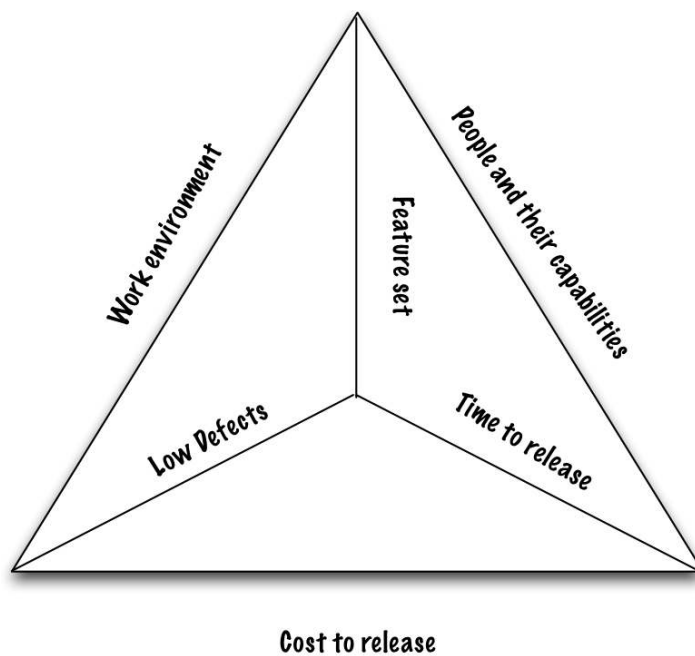 Work environment
People and their capabilities
Feature set
Low Defects
Time to release
Cost to release